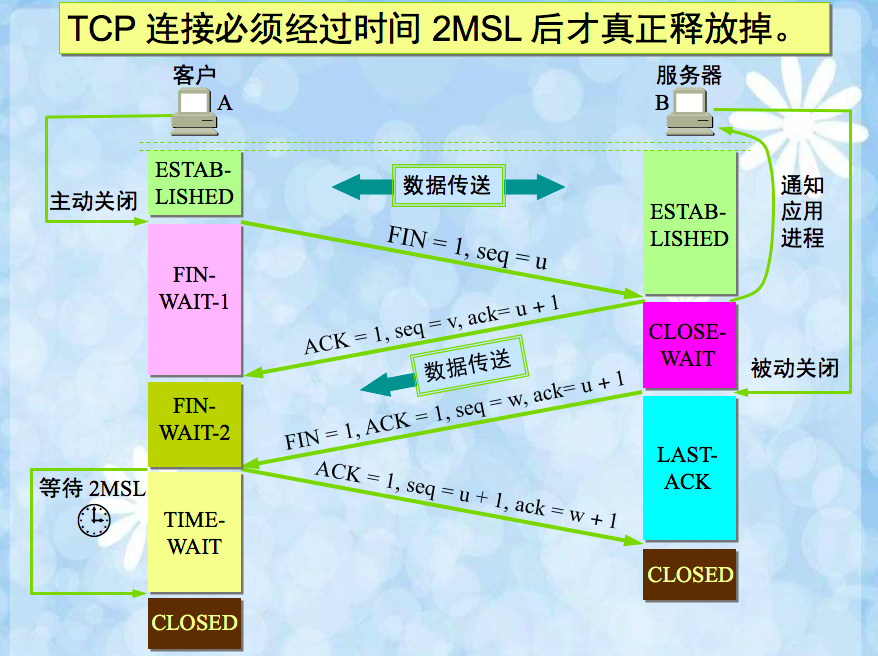 TCP 连接必须经过时间 2MSL 后才真正释放掉。
客户
A
服务器
B
ESTAB-
LISHED
数据传送
ESTAB-
LISHED
通知
应用
进程
主动关闭
FIN = 1, seq = u
FIN-
WAIT-1
ACK = 1, seq = v, ack= u + 1
CLOSE-
WAIT
数据传送
被动关闭
FIN-
WAIT-2
FIN = 1, ACK = 1, seq = w, ack= u + 1
LAST-
ACK
ACK = 1, seq = u + 1, ack = w + 1
等待 2MSL
TIME-
WAIT
CLOSED
CLOSED